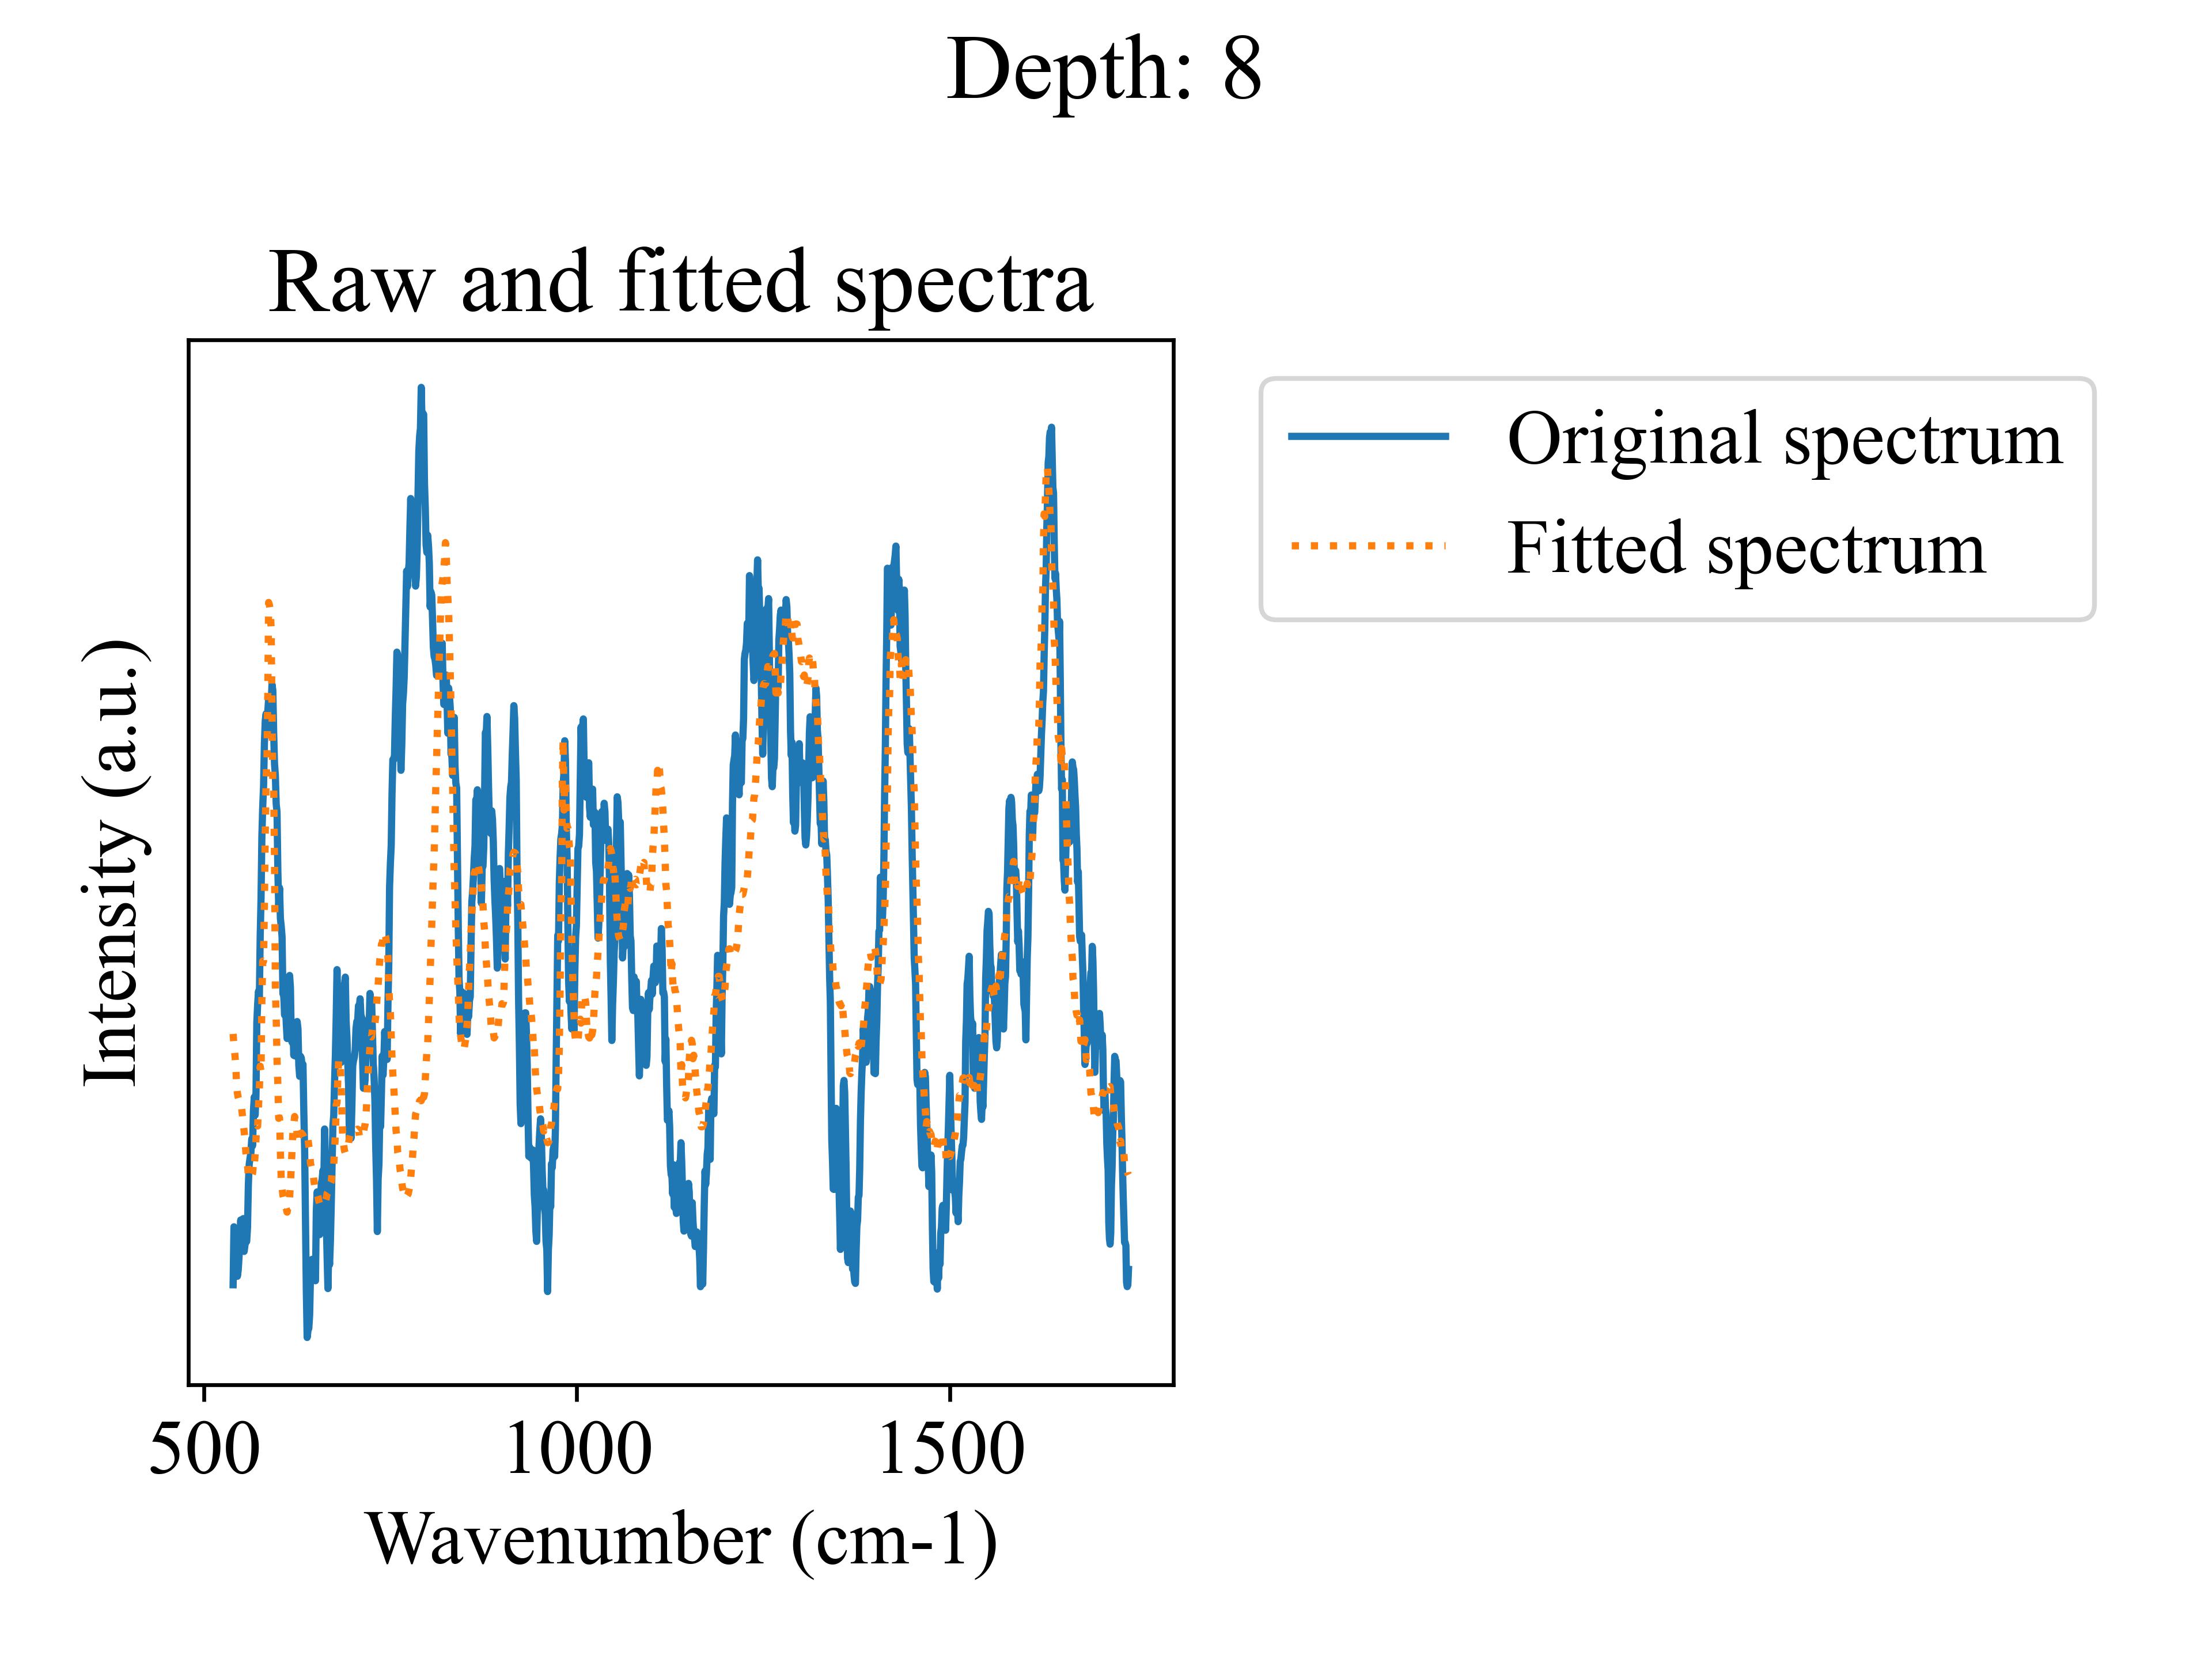 Depth: 8
Raw and fitted spectra
Original spectrum
Fitted spectrum
Intensity (a.u.)
500 1000 1500
Wavenumber (cm-1)